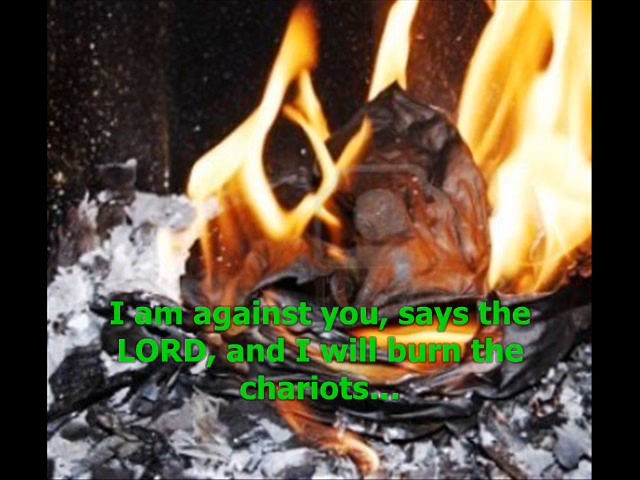 I am against you, says the
LORD, and I will burn the
chariots...